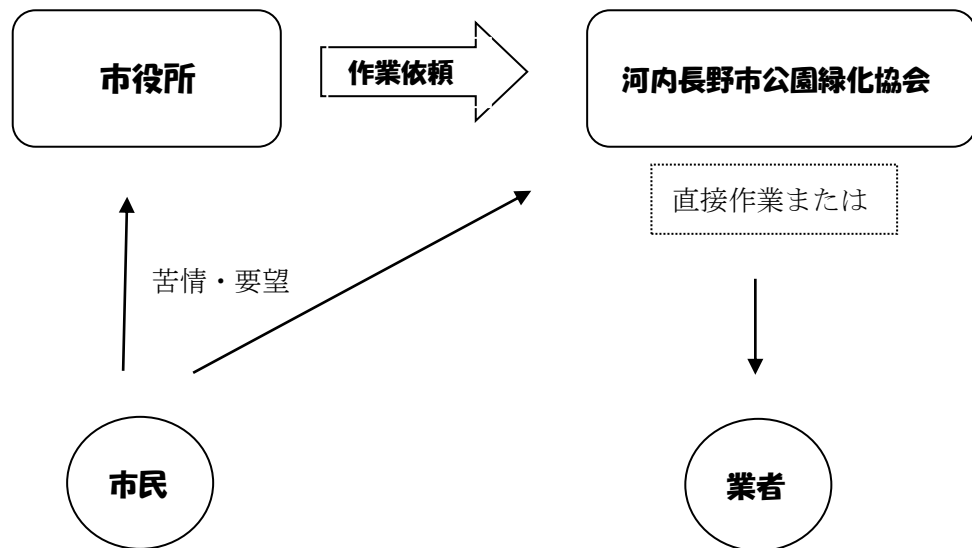 市役所
作業依頼
河内長野市公園緑化協会
直接作業または
苦情・要望
市民
業者